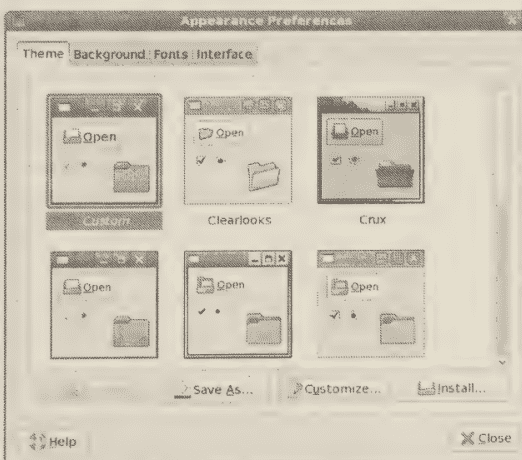 Appearance Preferences
Theme Background Fonts Interface
Open Open Open
Custom Clearlooks Crux
Open Open Open
Save As... Customize... Install...
Help Close